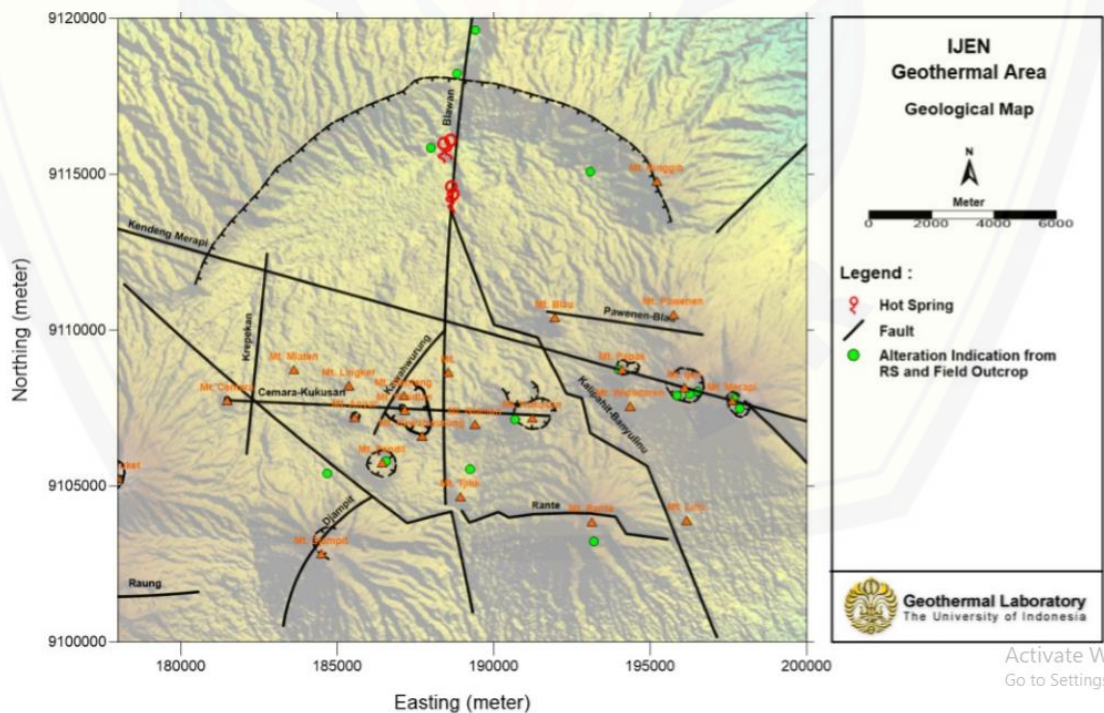 9120000
9115000
9110000
9105000
9100000
Northing (meter)
180000
185000
190000
195000
200000
Easting (meter)
Blawan
Kendeng Merapi
Krepekan
Mt. Blau
Mt. Pawenen
Pawenen-Blau
Mt. Papak
Mt. Merapi
Mt. Mlaten
Mt. Lingker
Mt. Cemara
Cemara-Kukusan
Kawahwurung
Kalipahit-Banyulinu
Mt. Widodaren
Rante
Mt. Rante
Djampit
Mt. Jampit
Raung
IJEN
Geothermal Area
Geological Map
N
Meter
0 2000 4000 6000
Legend :
Hot Spring
Fault
Alteration Indication from
RS and Field Outcrop
Geothermal Laboratory
The University of Indonesia
Activate W
Go to Settings